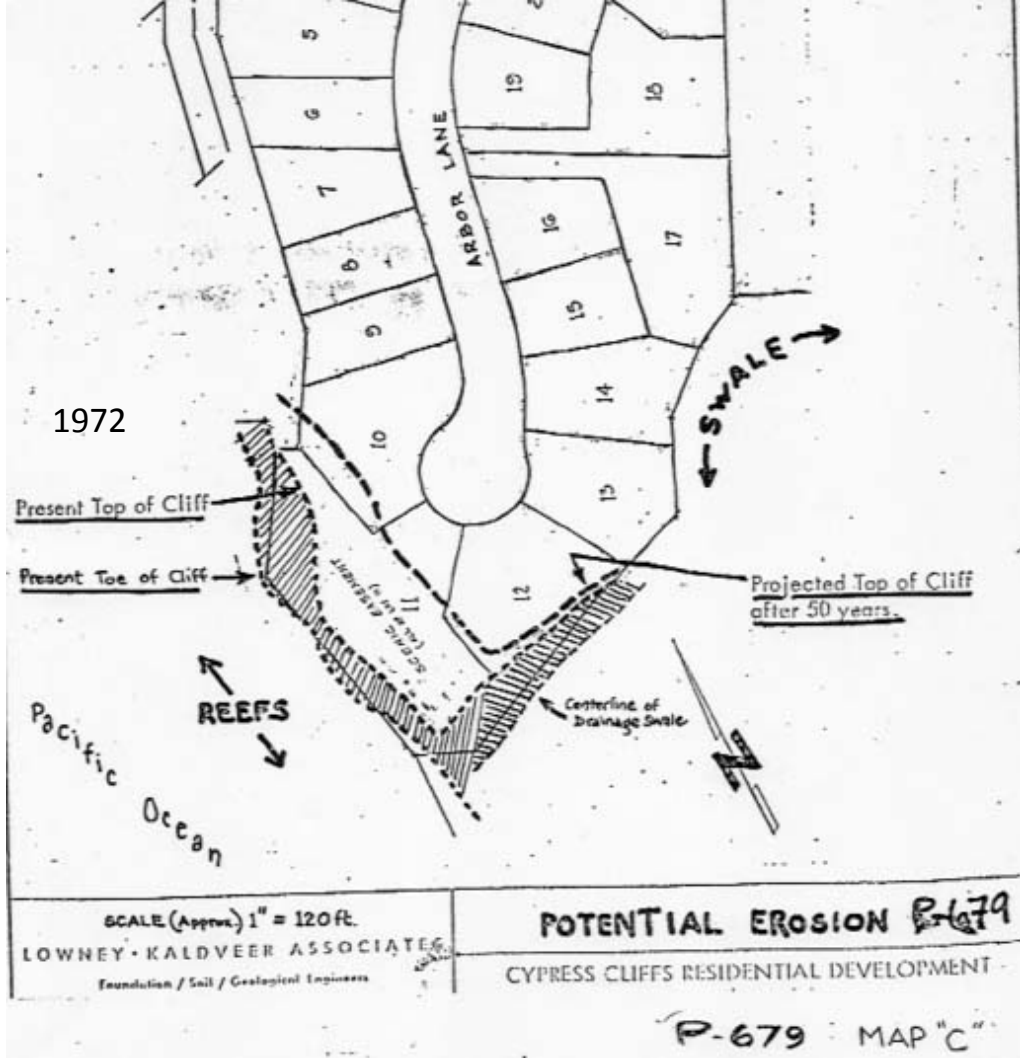 5
19
18
6
ARBOR LANE
7
16
17
8
15
9
SWALE
14
1972
10
13
Present Top of Cliff
11
SCENIC EASEMENT
12
Present Toe of Cliff
Projected Top of Cliff
after 50 years.
REEFS
Centerline of
Drainage Swale
Pacific
Ocean
SCALE (Approx.) 1" = 120 ft.
LOWNEY · KALDVEER ASSOCIATES
Foundation / Soil / Geological Engineers
POTENTIAL EROSION P-679
CYPRESS CLIFFS RESIDENTIAL DEVELOPMENT
P-679 MAP "C"